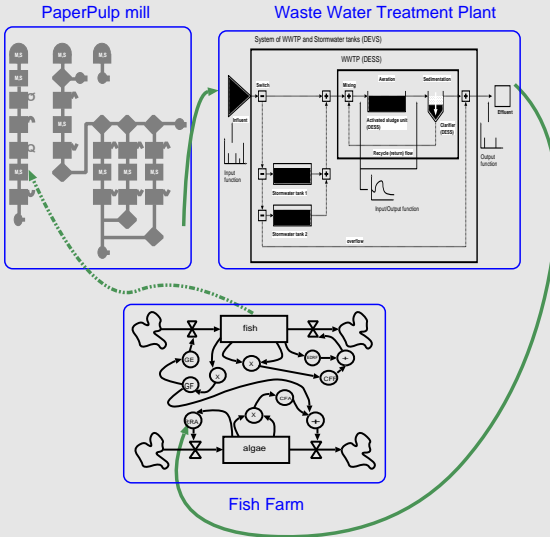 PaperPulp mill
Waste Water Treatment Plant
M,S
M,S
M,S
M,S
M,S
M,S
System of WWTP and Stormwater tanks (DEVS)
WWTP (DESS)
Switch
Mixing
Aeration
Sedimentation
Influent
Activated sludge unit
(DESS)
Clarifier
(DESS)
Effluent
Recycle (return) flow
Input
function
Output
function
Stormwater tank 1
Input/Output function
Stormwater tank 2
overflow
fish
GE
X
X
GF
CFF
ERA
X
CFA
algae
Fish Farm